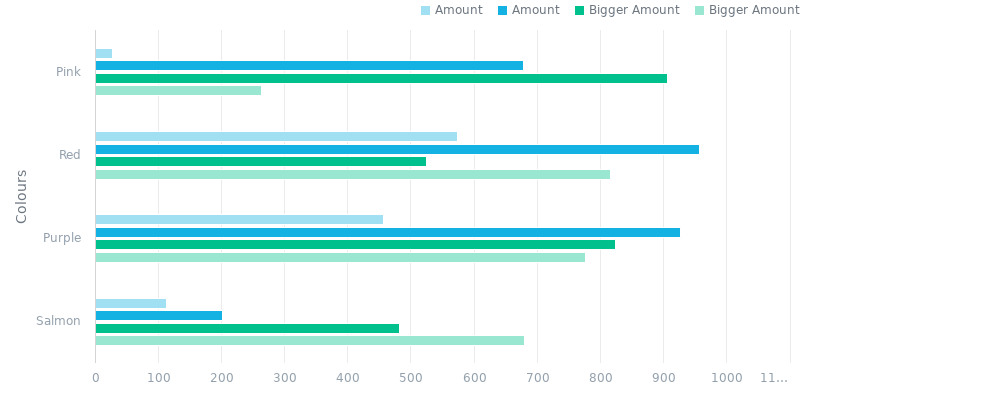 Amount Amount Bigger Amount Bigger Amount
Pink
Red
Purple
Salmon
Colours
0 100 200 300 400 500 600 700 800 900 1000 11...